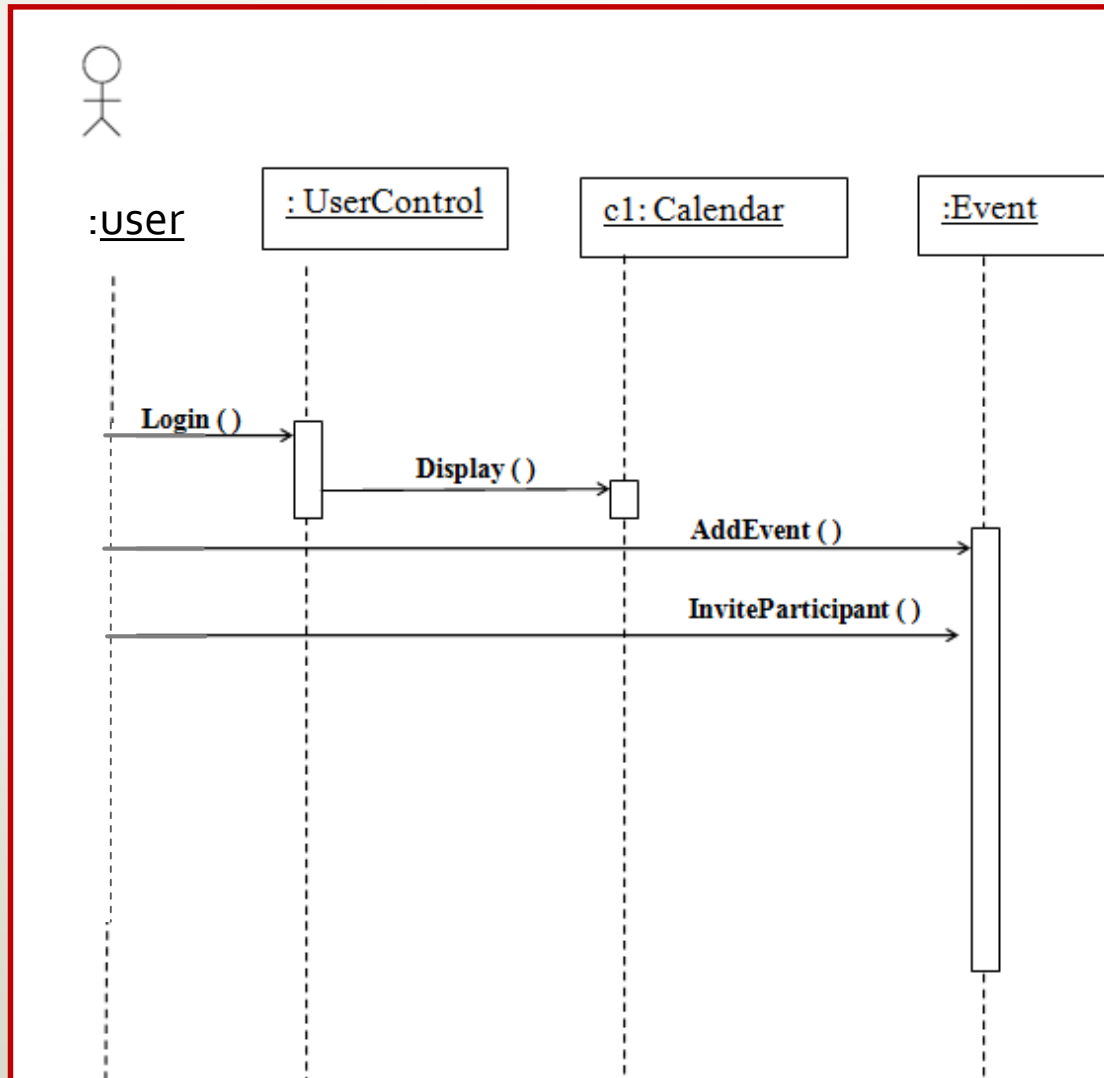 :user
: UserControl
c1: Calendar
:Event
Login ( )
Display ( )
AddEvent ( )
InviteParticipant ( )